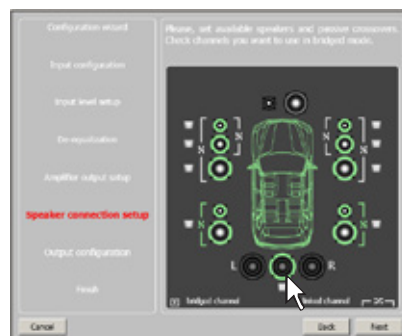 Configuration wizard
Input configuration
Input level setup
De-equalization
Amplifier output setup
Speaker connection setup
Output configuration
Finish
Please, set available speakers and passive crossovers.
Check channels you want to use in bridged mode.
L
R
bridged channel
channel
Cancel
Back
Next